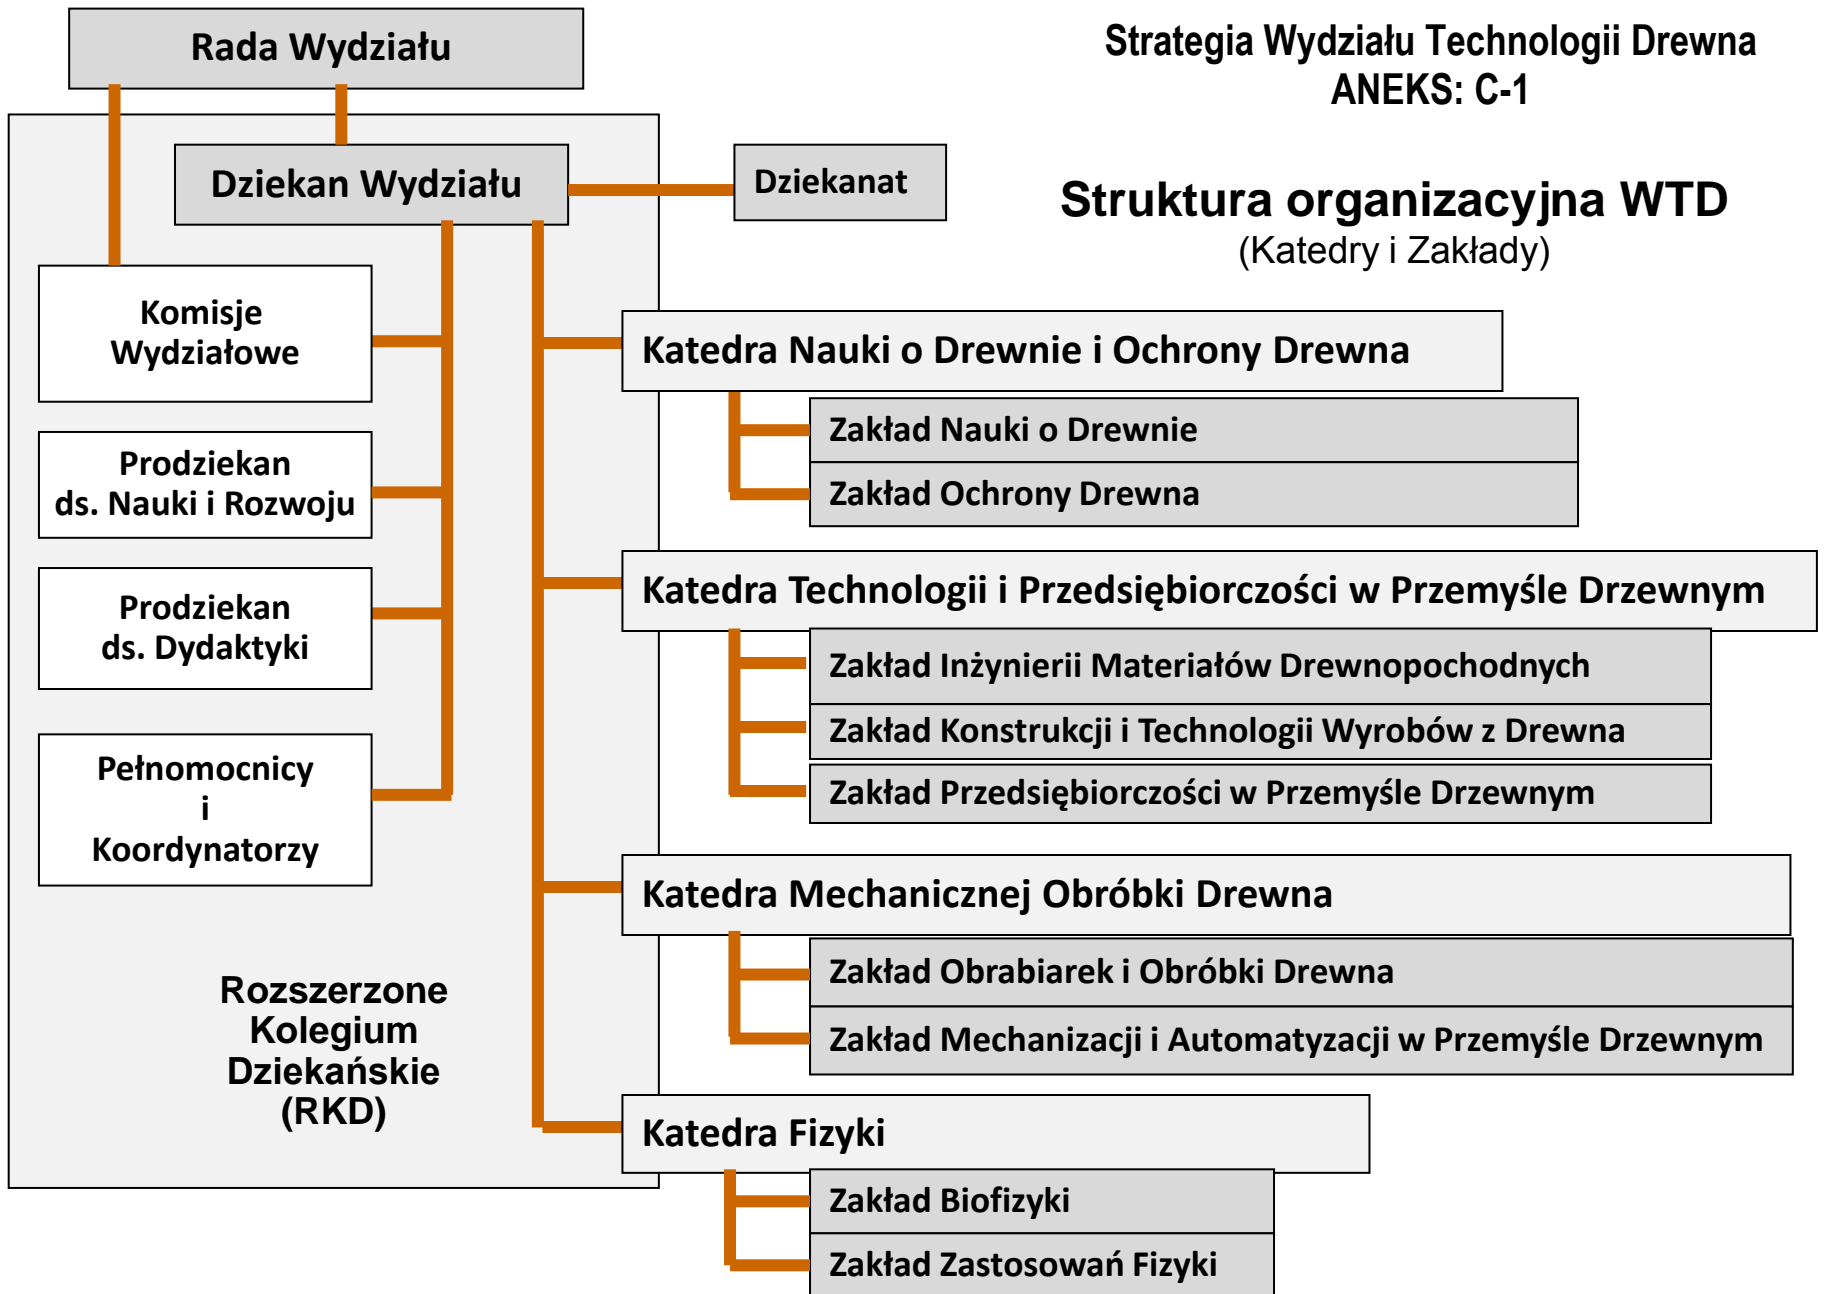 Rada Wydziału
Strategia Wydziału Technologii Drewna
ANEKS: C-1
Dziekan Wydziału
Dziekanat
Struktura organizacyjna WTD
(Katedry i Zakłady)
Komisje
Wydziałowe
Prodziekan
ds. Nauki i Rozwoju
Prodziekan
ds. Dydaktyki
Pełnomocnicy
i
Koordynatorzy
Rozszerzone
Kolegium
Dziekańskie
(RKD)
Katedra Nauki o Drewnie i Ochrony Drewna
Zakład Nauki o Drewnie
Zakład Ochrony Drewna
Katedra Technologii i Przedsiębiorczości w Przemyśle Drzewnym
Zakład Inżynierii Materiałów Drewnopochodnych
Zakład Konstrukcji i Technologii Wyrobów z Drewna
Zakład Przedsiębiorczości w Przemyśle Drzewnym
Katedra Mechanicznej Obróbki Drewna
Zakład Obrabiarek i Obróbki Drewna
Zakład Mechanizacji i Automatyzacji w Przemyśle Drzewnym
Katedra Fizyki
Zakład Biofizyki
Zakład Zastosowań Fizyki